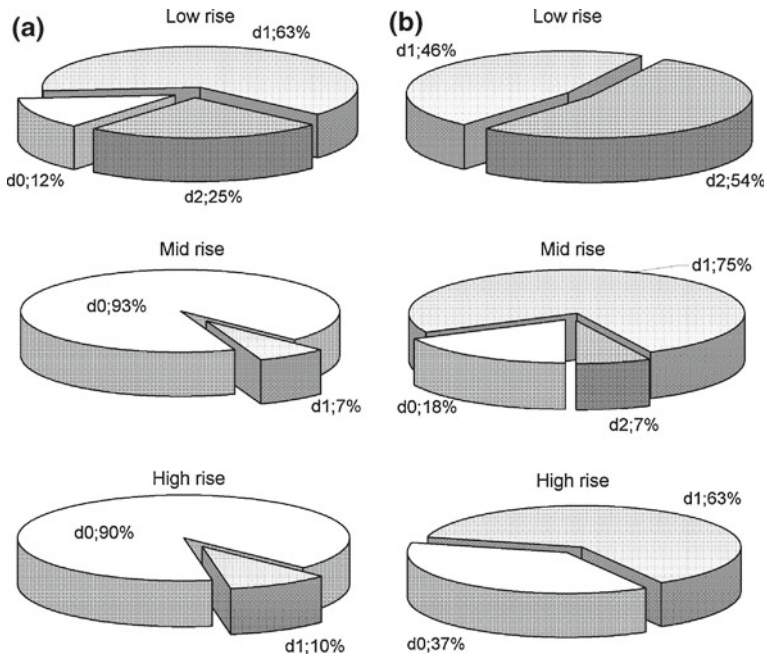 (a)
Low rise
d1;63%
d0;12%
d2;25%
Mid rise
d0;93%
d1;7%
High rise
d0;90%
d1;10%
(b)
Low rise
d1;46%
d2;54%
Mid rise
d1;75%
d0;18%
d2;7%
High rise
d1;63%
d0;37%